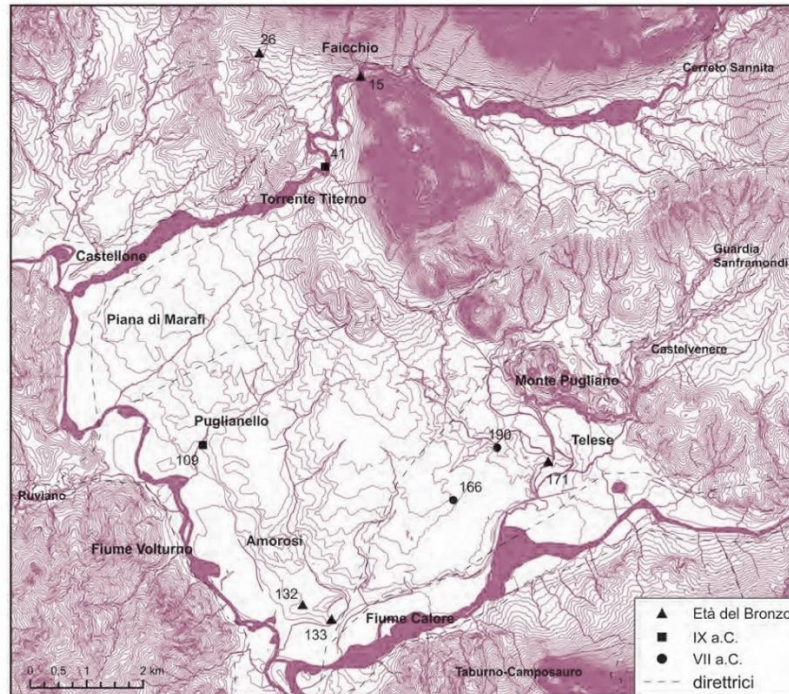 26
Faicchio
15
Cerreto Sannita
41
Torrente Titerno
Castellone
Guardia
Sanframondi
Piana di Marafi
Castelvenere
Monte Pugliano
Puglianello
109
190
Telese
171
166
Ruviano
Fiume Volturno
Amorosi
132
133
Fiume Calore
Taburno-Camposauro
0 0,5 1 2 km
Età del Bronzo
IX a.C.
VII a.C.
direttrici